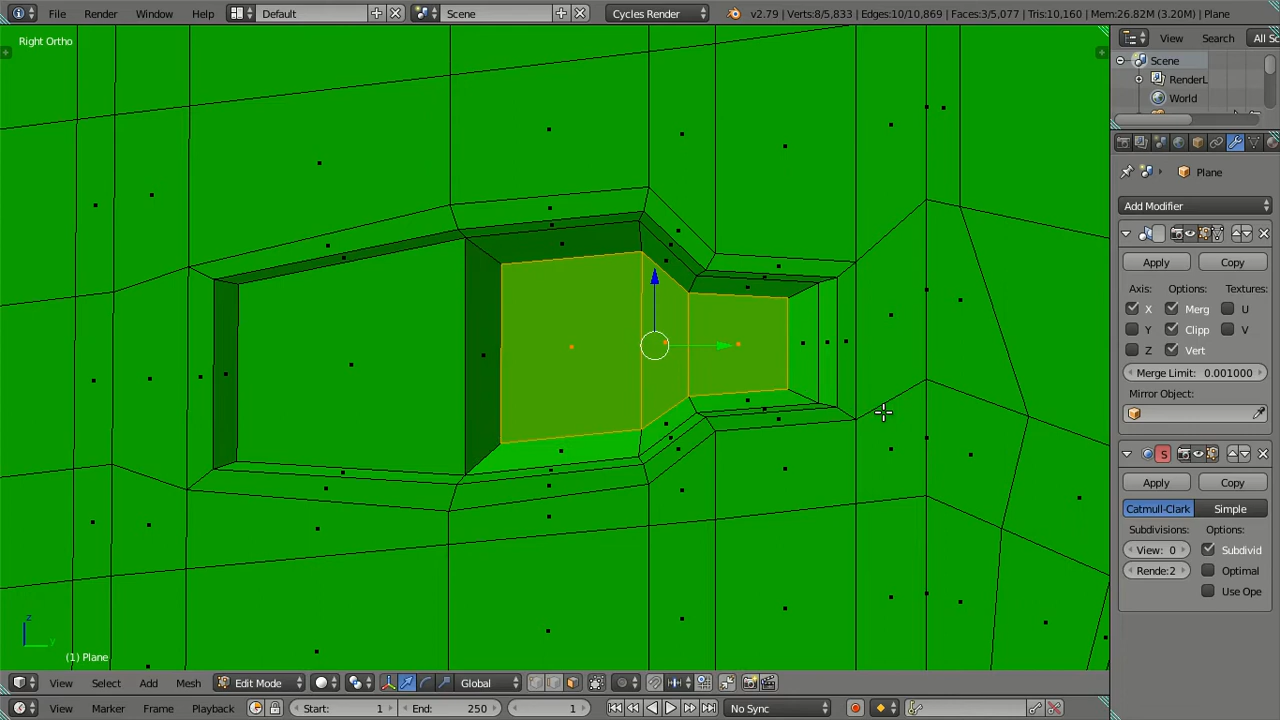 File Render Window Help Default Scene Cycles Render v2.79 | Verts:8/5,833 | Edges:10/10,869 | Faces:3/5,077 | Tris:10,160 | Mem:26.82M (3.20M) | Plane
Right Ortho
View Search All Sc
Scene
RenderL
World
Plane
Add Modifier
Apply Copy
Axis: Options: Textures:
X Merg U
Y Clipp V
Z Vert
Merge Limit: 0.001000
Mirror Object:
S
Apply Copy
Catmull-Clark Simple
Subdivisions: Options:
View: 0 Subdivid
Rende:2 Optimal
Use Ope
z
y
(1) Plane
View Select Add Mesh Edit Mode Global
View Marker Frame Playback Start: 1 End: 250 1 No Sync